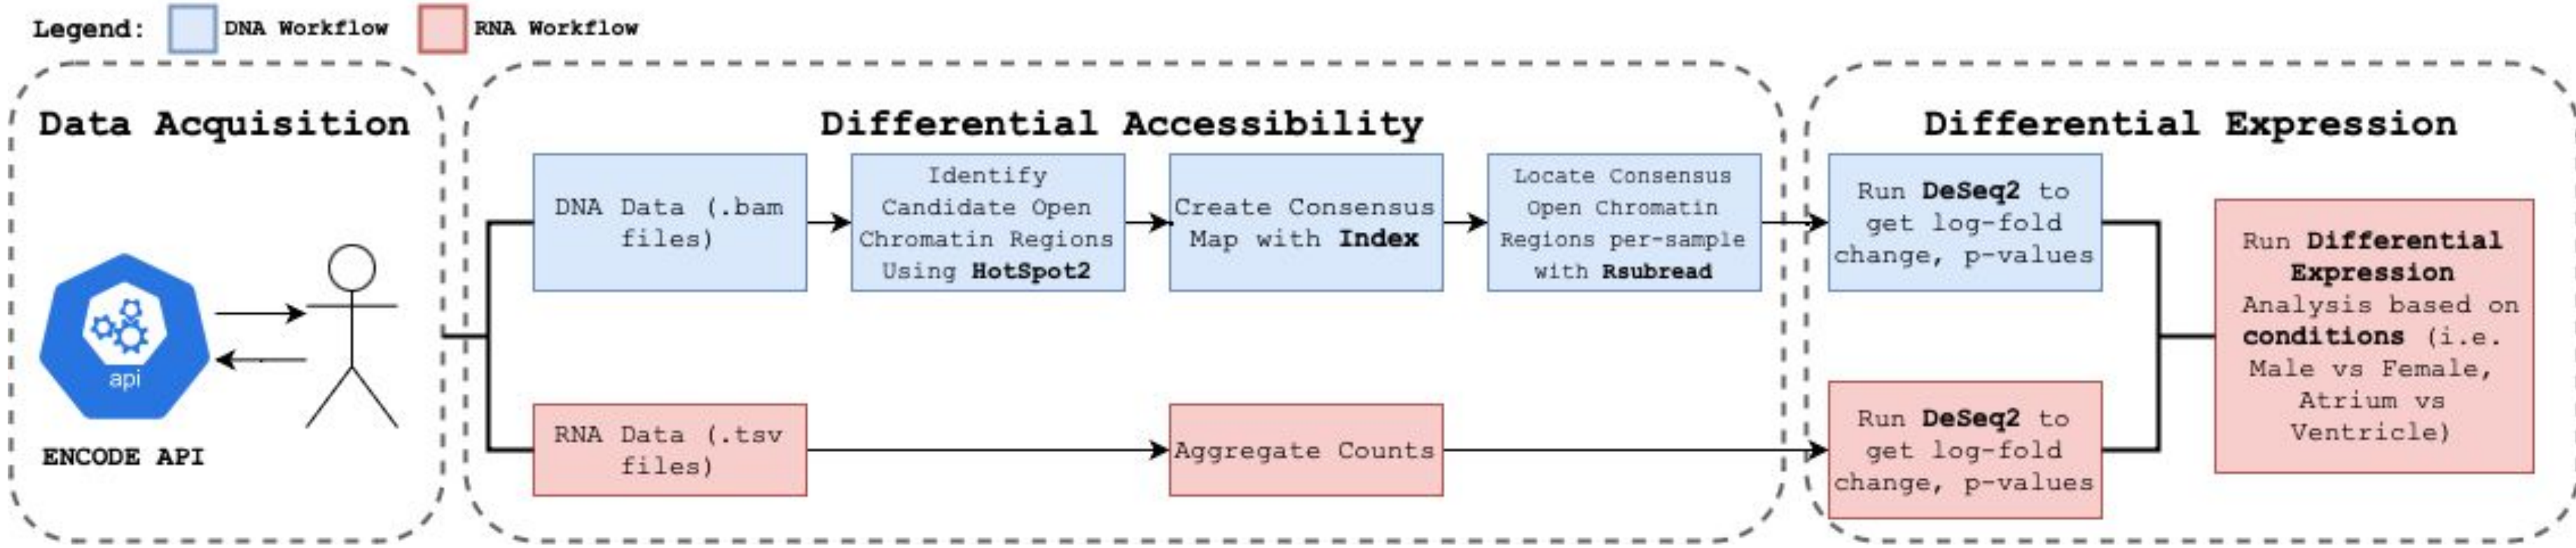 Legend:
DNA Workflow
RNA Workflow
Data Acquisition
api
ENCODE API
Differential Accessibility
DNA Data (.bam
files)
Identify
Candidate Open
Chromatin Regions
Using HotSpot2
Create Consensus
Map with Index
Locate Consensus
Open Chromatin
Regions per-sample
with Rsubread
RNA Data (.tsv
files)
Aggregate Counts
Differential Expression
Run DeSeq2 to
get log-fold
change, p-values
Run DeSeq2 to
get log-fold
change, p-values
Run Differential
Expression
Analysis based on
conditions (i.e.
Male vs Female,
Atrium vs
Ventricle)